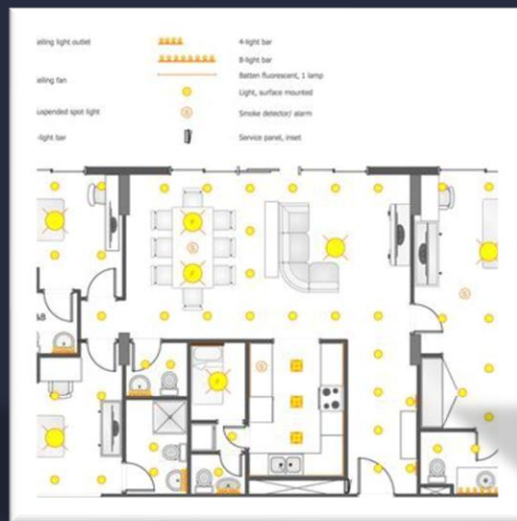 eiling light outlet
eiling fan
uspended spot light
-light bar
4-light bar
8-light bar
Batten fluorescent, 1 lamp
Light, surface mounted
Smoke detector/ alarm
Service panel, inset